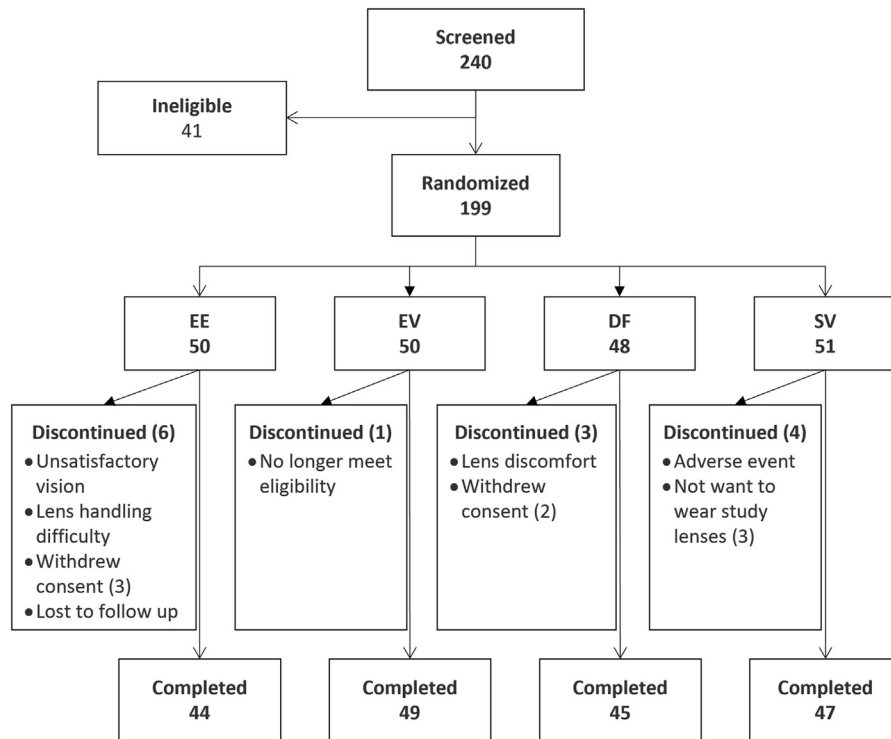 Screened
240
Ineligible
41
Randomized
199
EE
50
EV
50
DF
48
SV
51
Discontinued (6)
• Unsatisfactory
vision
• Lens handling
difficulty
• Withdrew
consent (3)
• Lost to follow up
Discontinued (1)
• No longer meet
eligibility
Discontinued (3)
• Lens discomfort
• Withdrew
consent (2)
Discontinued (4)
• Adverse event
• Not want to
wear study
lenses (3)
Completed
44
Completed
49
Completed
45
Completed
47